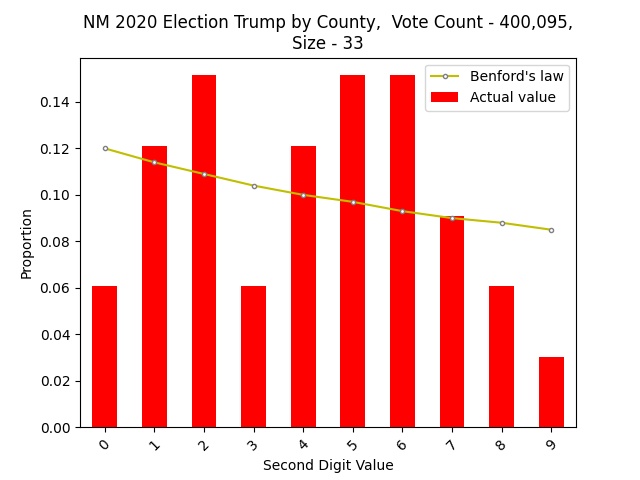 NM 2020 Election Trump by County,  Vote Count - 400,095,
Size - 33
Benford's law
Actual value
Proportion
0.14
0.12
0.10
0.08
0.06
0.04
0.02
0.00
0 1 2 3 4 5 6 7 8 9
Second Digit Value